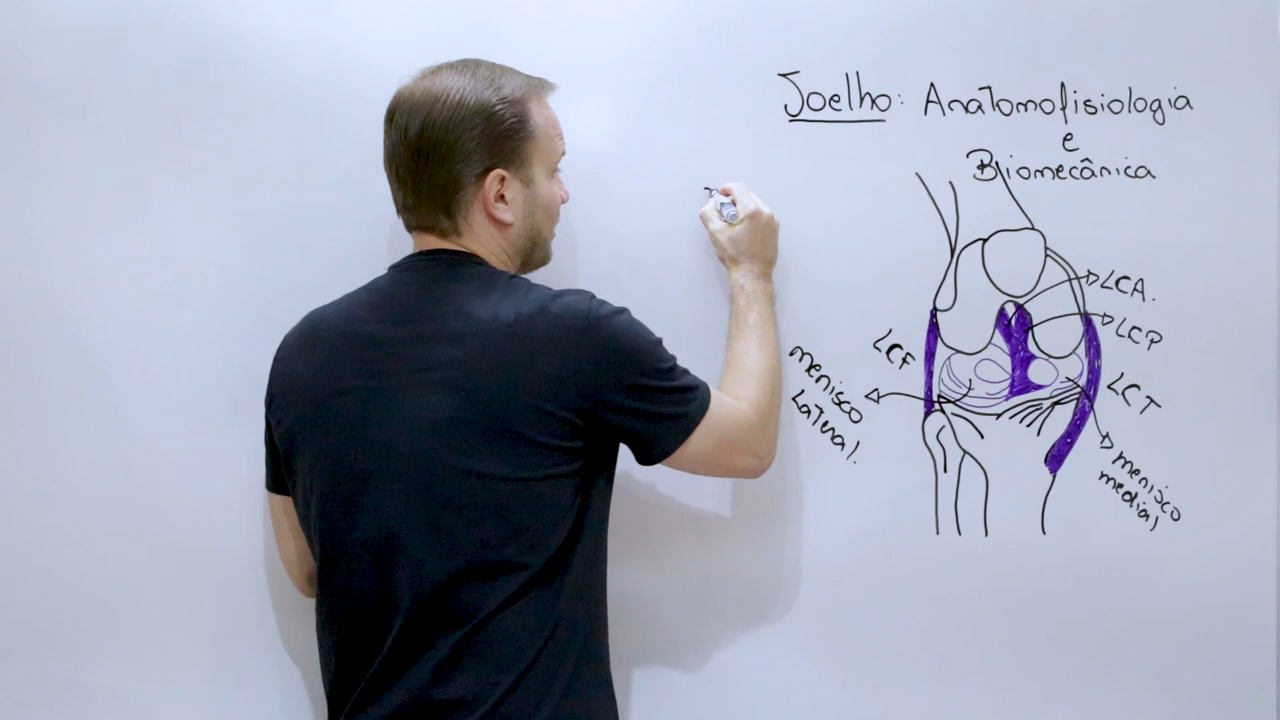 Joelho: Anatomofisiologia
e
Biomecânica
LCA.
LCP
LCF
menisco
Lateral.
LCT
menisco
medial